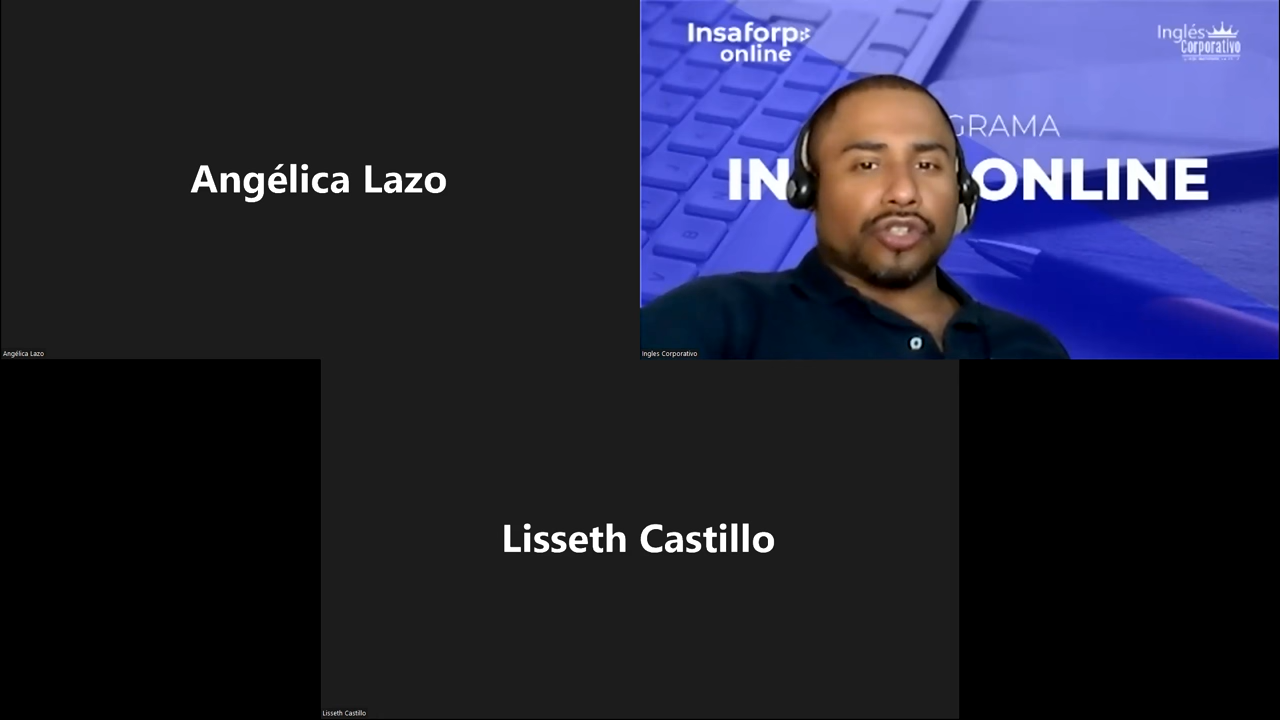 Angélica Lazo
Angélica Lazo
Insaforp
online
Inglés
Corporativo
GRAMA
IN ONLINE
Ingles Corporativo
Lisseth Castillo
Lisseth Castillo